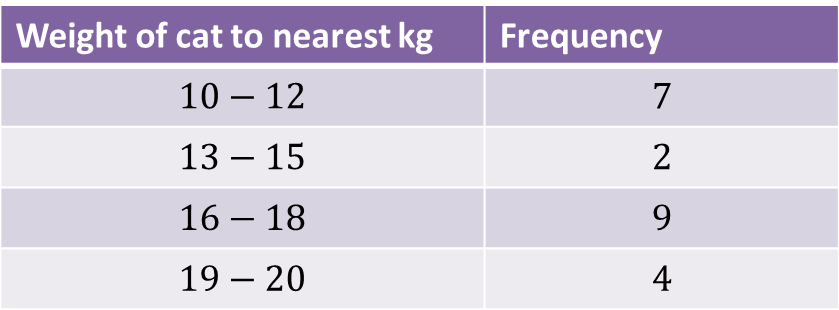 Weight of cat to nearest kg Frequency
10 − 12 7
13 − 15 2
16 − 18 9
19 − 20 4